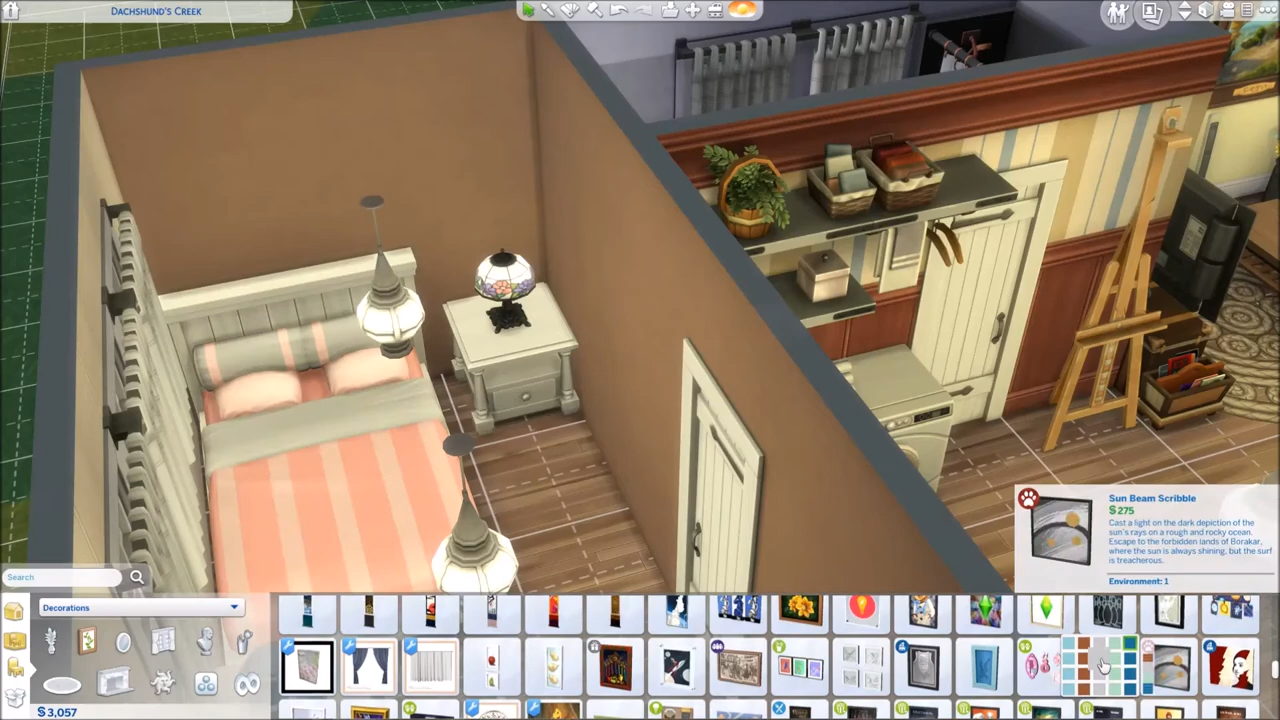 Dachshund's Creek
Sun Beam Scribble
§275
Cast a light on the dark depiction of the
sun's rays on a rough and rocky ocean.
Escape to the forbidden lands of Borakar,
where the sun is always shining, but the surf
is treacherous.
Environment: 1
Search
Decorations
§3,057